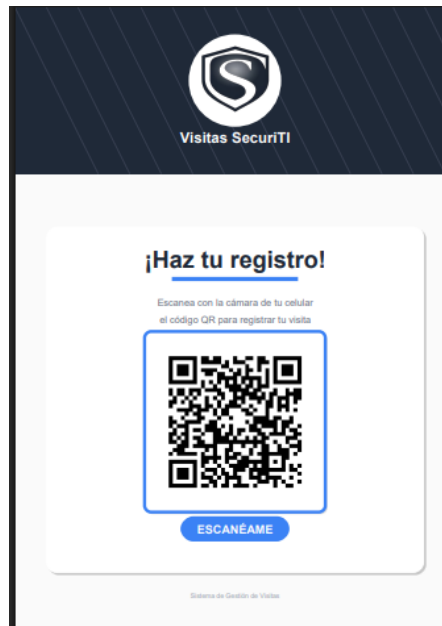 S
Visitas SecuriTI
¡Haz tu registro!
Escanea con la cámara de tu celular
el código QR para registrar tu visita
ESCANÉAME
Sistema de Gestión de Visitas